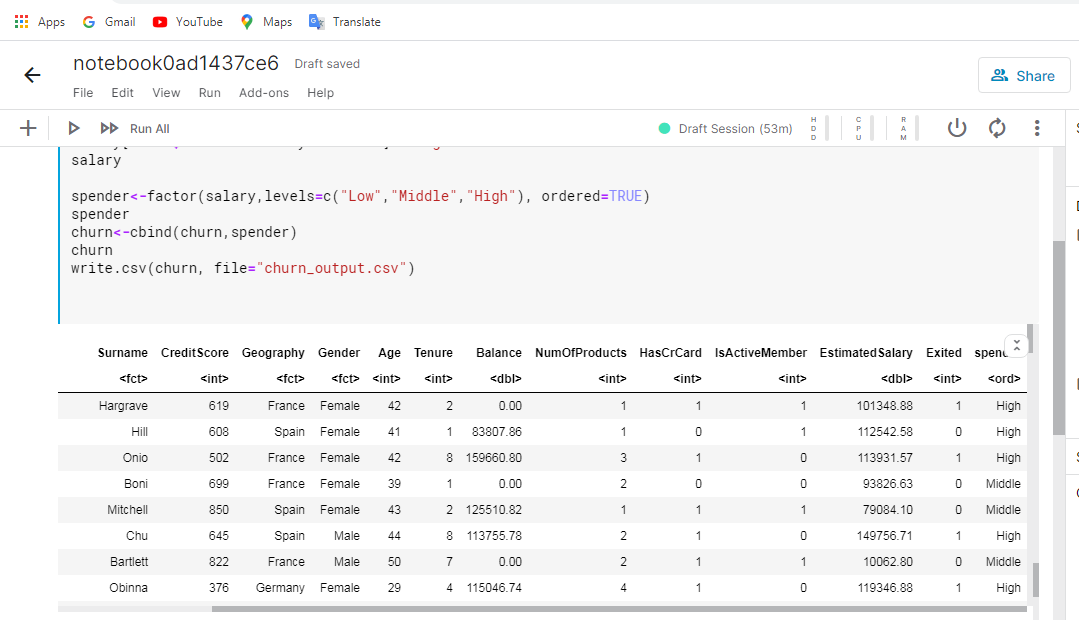 Apps Gmail YouTube Maps Translate
notebook0ad1437ce6 Draft saved
Share
File Edit View Run Add-ons Help
Run All Draft Session (53m) HDD CPU RAM
salary
spender<-factor(salary,levels=c("Low","Middle","High"), ordered=TRUE)
spender
churn<-cbind(churn,spender)
churn
write.csv(churn, file="churn_output.csv")
Surname CreditScore Geography Gender Age Tenure Balance NumOfProducts HasCrCard IsActiveMember EstimatedSalary Exited
<fct> <int> <fct> <fct> <int> <int> <dbl> <int> <int> <int> <dbl> <int> <ord>
Hargrave 619 France Female 42 2 0.00 1 1 1 101348.88 1 High
Hill 608 Spain Female 41 1 83807.86 1 0 1 112542.58 0 High
Onio 502 France Female 42 8 159660.80 3 1 0 113931.57 1 High
Boni 699 France Female 39 1 0.00 2 0 0 93826.63 0 Middle
Mitchell 850 Spain Female 43 2 125510.82 1 1 1 79084.10 0 Middle
Chu 645 Spain Male 44 8 113755.78 2 1 0 149756.71 1 High
Bartlett 822 France Male 50 7 0.00 2 1 1 10062.80 0 Middle
Obinna 376 Germany Female 29 4 115046.74 4 1 0 119346.88 1 High